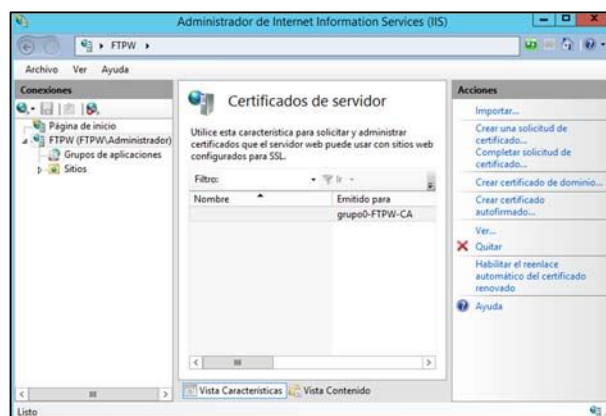 Administrador de Internet Information Services (IIS)
FTPW
Archivo Ver Ayuda
Conexiones
Página de inicio
FTPW (FTPW\Administrador)
Grupos de aplicaciones
Sitios
Certificados de servidor
Utilice esta característica para solicitar y administrar
certificados que el servidor web puede usar con sitios web
configurados para SSL.
Filtro: Ir
Nombre Emitido para
grupo0-FTPW-CA
Vista Características Vista Contenido
Acciones
Importar...
Crear una solicitud de
certificado...
Completar solicitud de
certificado...
Crear certificado de dominio...
Crear certificado
autofirmado...
Ver...
Quitar
Habilitar el reenlace
automático del certificado
renovado
Ayuda
Listo